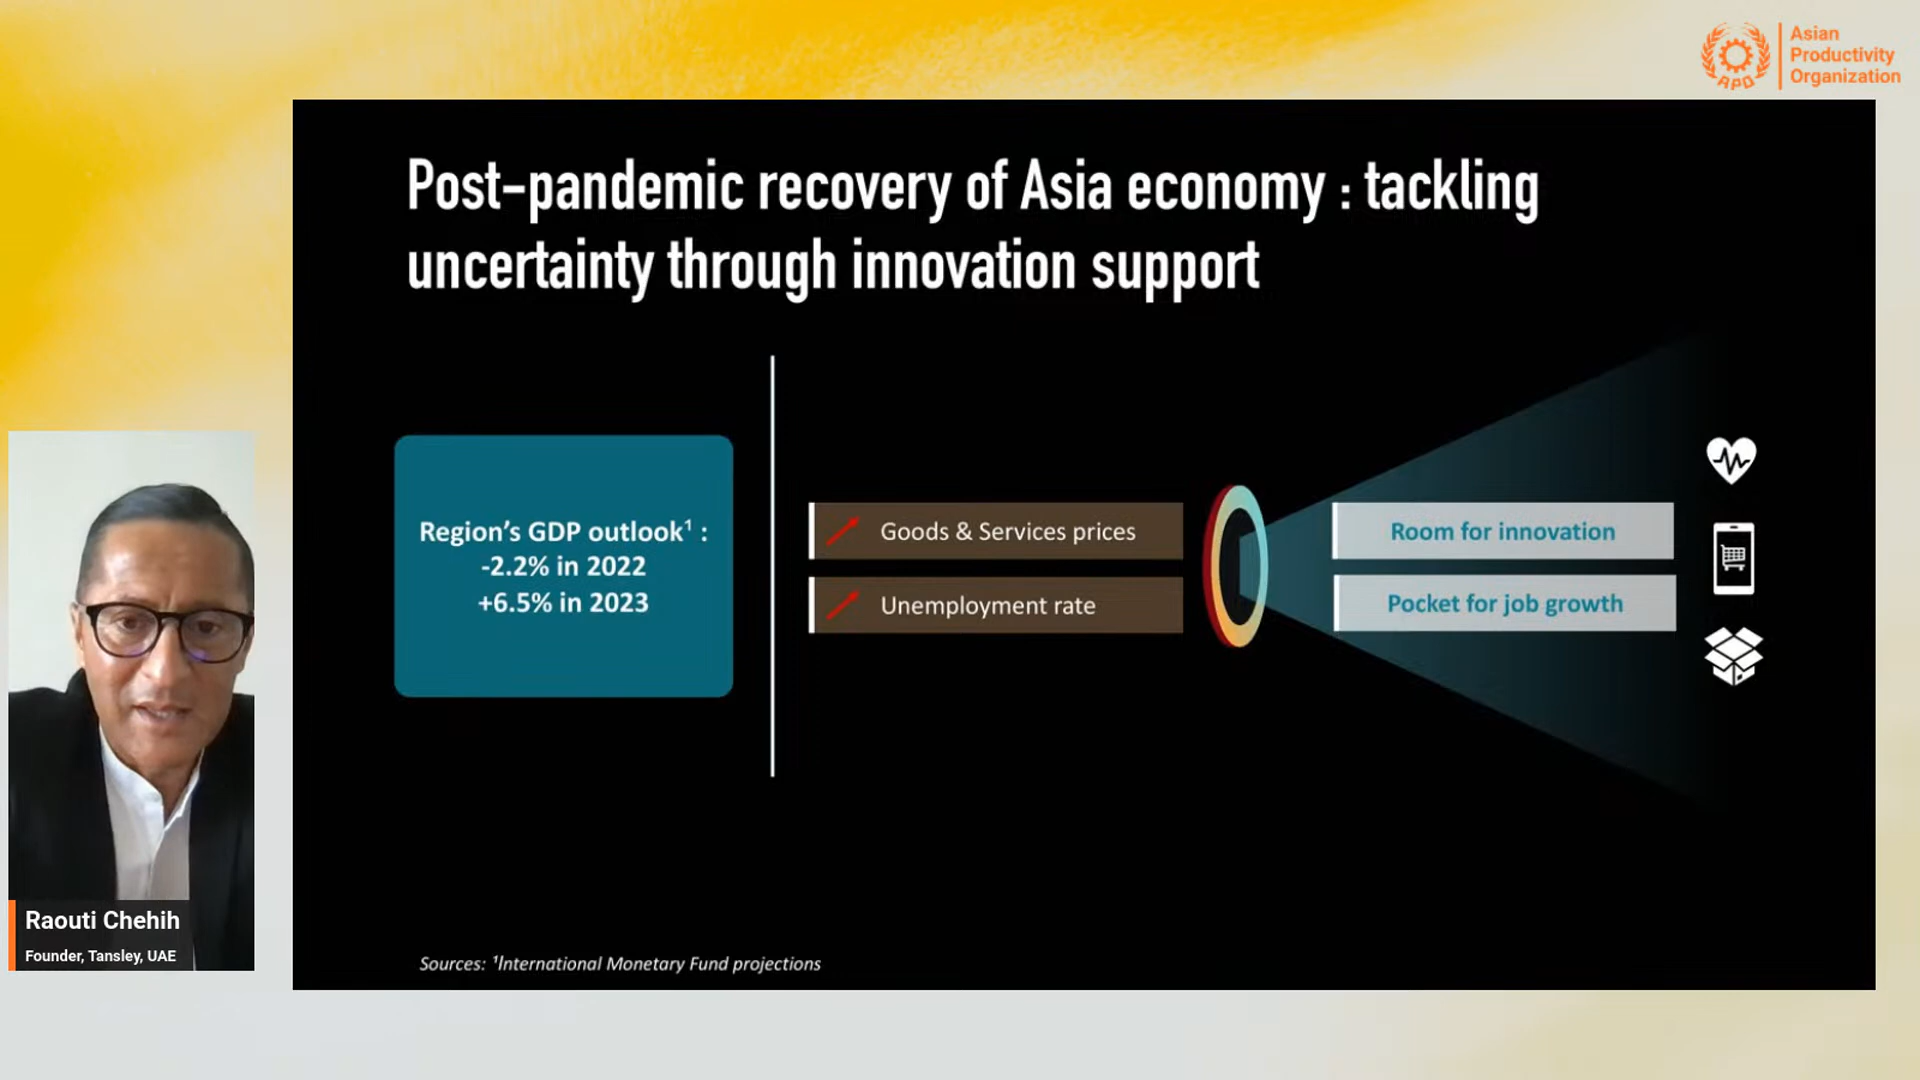 Asian
Productivity
Organization
APO
Post-pandemic recovery of Asia economy : tackling
uncertainty through innovation support
Region's GDP outlook¹ :
-2.2% in 2022
+6.5% in 2023
Goods & Services prices
Unemployment rate
Room for innovation
Pocket for job growth
Raouti Chehih
Founder, Tansley, UAE
Sources: ¹International Monetary Fund projections